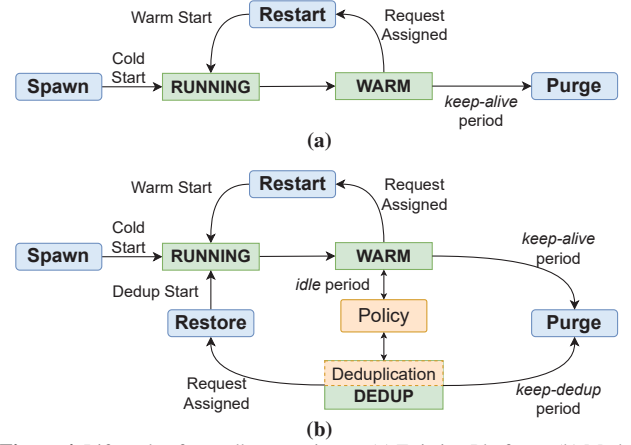 Warm Start
Restart
Request
Assigned
Cold
Start
Spawn
RUNNING
WARM
keep-alive
period
Purge
(a)
Warm Start
Restart
Request
Assigned
Cold
Start
Spawn
RUNNING
WARM
keep-alive
period
Dedup Start
idle period
Restore
Policy
Purge
Request
Assigned
Deduplication
DEDUP
keep-dedup
period
(b)